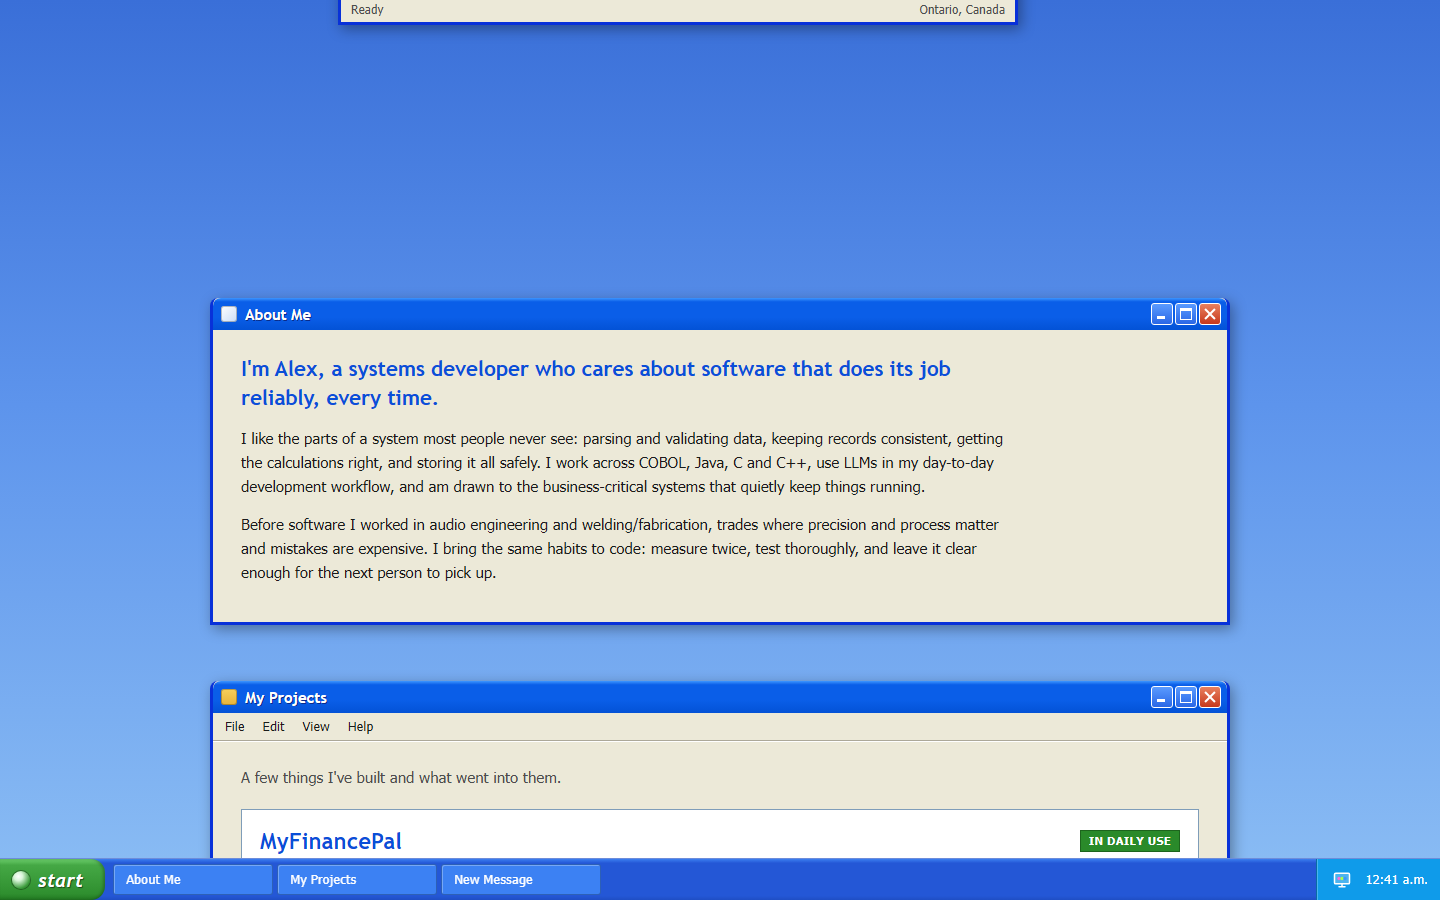 Ready
Ontario, Canada
About Me
I'm Alex, a systems developer who cares about software that does its job
reliably, every time.
I like the parts of a system most people never see: parsing and validating data, keeping records consistent, getting
the calculations right, and storing it all safely. I work across COBOL, Java, C and C++, use LLMs in my day-to-day
development workflow, and am drawn to the business-critical systems that quietly keep things running.
Before software I worked in audio engineering and welding/fabrication, trades where precision and process matter
and mistakes are expensive. I bring the same habits to code: measure twice, test thoroughly, and leave it clear
enough for the next person to pick up.
My Projects
File Edit View Help
A few things I've built and what went into them.
MyFinancePal
IN DAILY USE
start
About Me
My Projects
New Message
12:41 a.m.